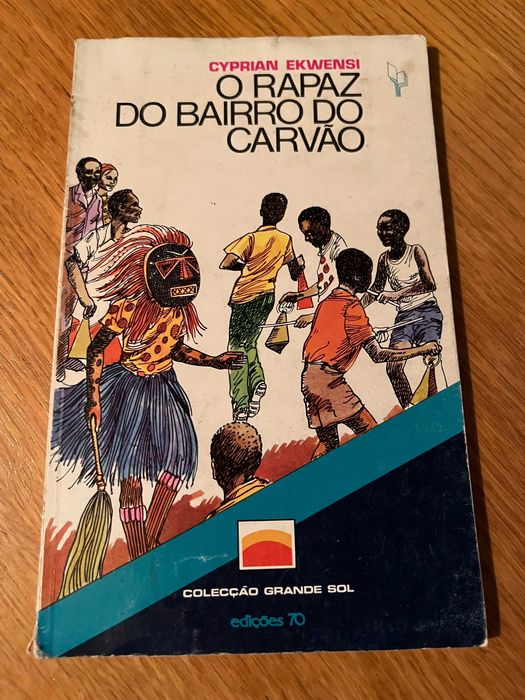 CYPRIAN EKWENSI
O RAPAZ
DO BAIRRO DO
CARVÃO
COLECÇÃO GRANDE SOL
edições 70